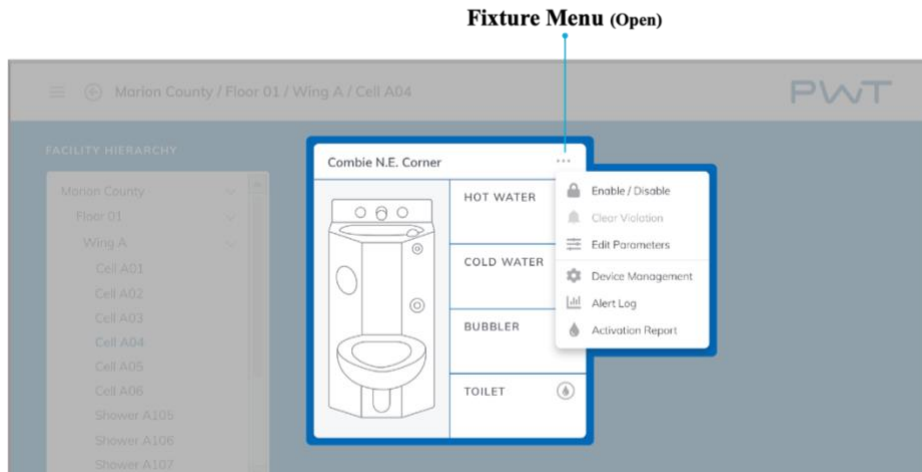 Fixture Menu (Open)
Marion County / Floor 01 / Wing A / Cell A04
PWT
FACILITY HIERARCHY
Marion County
Floor 01
Wing A
Cell A01
Cell A02
Cell A03
Cell A04
Cell A05
Cell A06
Shower A105
Shower A106
Shower A107
Combie N.E. Corner
HOT WATER
COLD WATER
BUBBLER
TOILET
Enable / Disable
Clear Violation
Edit Parameters
Device Management
Alert Log
Activation Report